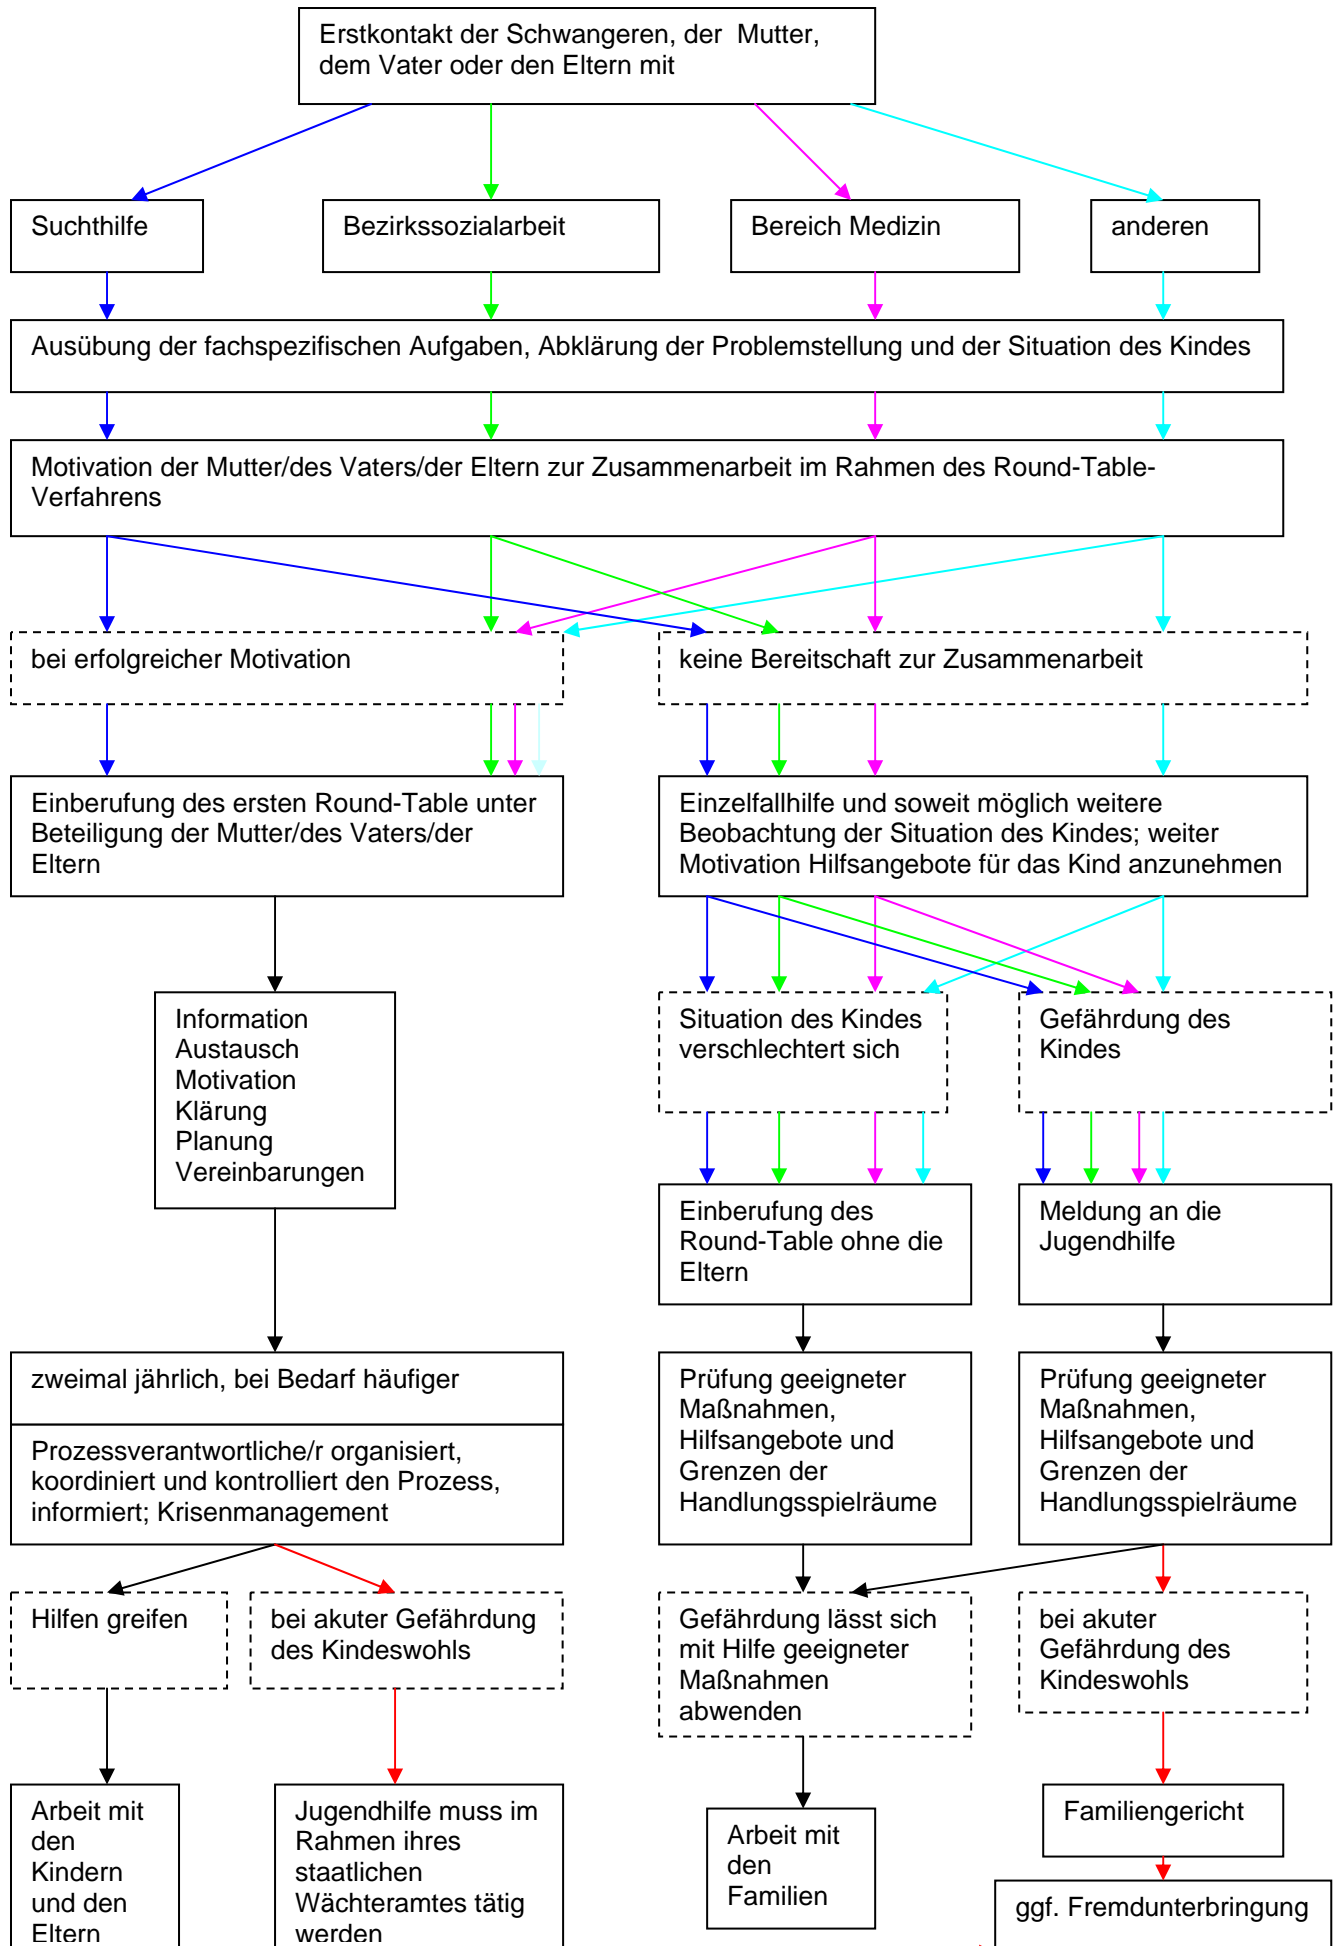 Erstkontakt der Schwangeren, der Mutter,
dem Vater oder den Eltern mit
Suchthilfe
Bezirkssozialarbeit
Bereich Medizin
anderen
Ausübung der fachspezifischen Aufgaben, Abklärung der Problemstellung und der Situation des Kindes
Motivation der Mutter/des Vaters/der Eltern zur Zusammenarbeit im Rahmen des Round-Table-
Verfahrens
bei erfolgreicher Motivation
keine Bereitschaft zur Zusammenarbeit
Einberufung des ersten Round-Table unter
Beteiligung der Mutter/des Vaters/der
Eltern
Einzelfallhilfe und soweit möglich weitere
Beobachtung der Situation des Kindes; weiter
Motivation Hilfsangebote für das Kind anzunehmen
Information
Austausch
Motivation
Klärung
Planung
Vereinbarungen
Situation des Kindes
verschlechtert sich
Gefährdung des
Kindes
Einberufung des
Round-Table ohne die
Eltern
Meldung an die
Jugendhilfe
zweimal jährlich, bei Bedarf häufiger
Prozessverantwortliche/r organisiert,
koordiniert und kontrolliert den Prozess,
informiert; Krisenmanagement
Prüfung geeigneter
Maßnahmen,
Hilfsangebote und
Grenzen der
Handlungsspielräume
Prüfung geeigneter
Maßnahmen,
Hilfsangebote und
Grenzen der
Handlungsspielräume
Hilfen greifen
bei akuter Gefährdung
des Kindeswohls
Gefährdung lässt sich
mit Hilfe geeigneter
Maßnahmen
abwenden
bei akuter
Gefährdung des
Kindeswohls
Arbeit mit
den
Kindern
und den
Eltern
Jugendhilfe muss im
Rahmen ihres
staatlichen
Wächteramtes tätig
werden
Arbeit mit
den
Familien
Familiengericht
ggf. Fremdunterbringung